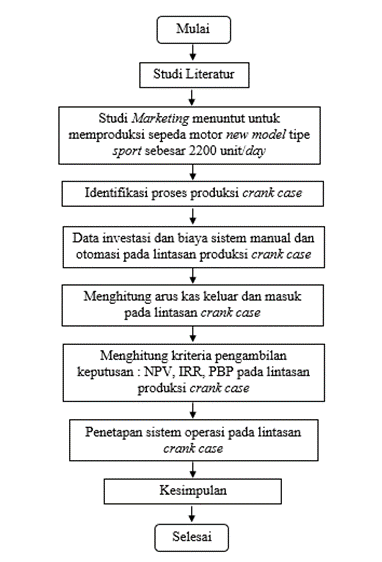 Mulai
Studi Literatur
Studi Marketing menuntut untuk
memproduksi sepeda motor new model tipe
sport sebesar 2200 unit/day
Identifikasi proses produksi crank case
Data investasi dan biaya sistem manual dan
otomasi pada lintasan produksi crank case
Menghitung arus kas keluar dan masuk
pada lintasan crank case
Menghitung kriteria pengambilan
keputusan : NPV, IRR, PBP pada lintasan
produksi crank case
Penetapan sistem operasi pada lintasan
crank case
Kesimpulan
Selesai